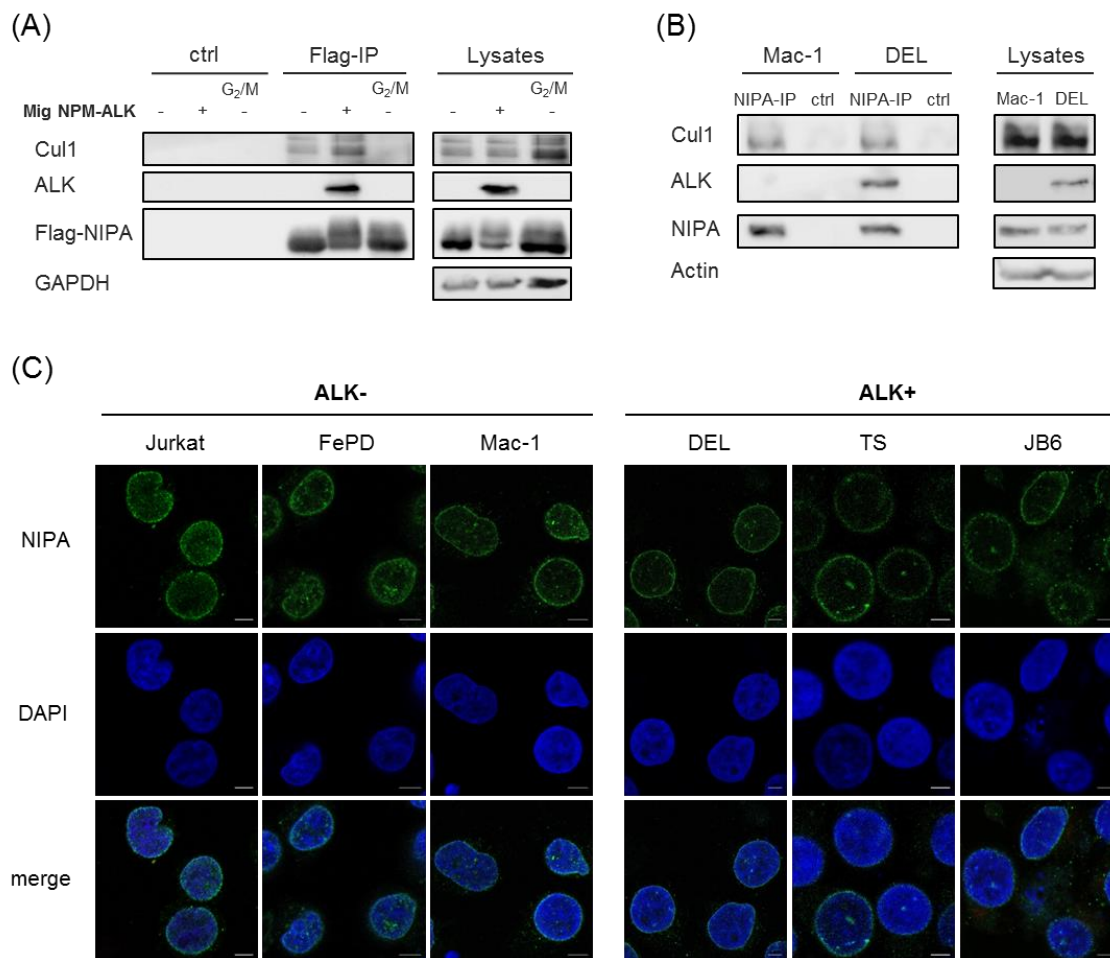 (A)
ctrl Flag-IP Lysates
G₂/M G₂/M G₂/M
Mig NPM-ALK - + - - + - - + -
Cul1
ALK
Flag-NIPA
GAPDH
(B)
Mac-1 DEL Lysates
NIPA-IP ctrl NIPA-IP ctrl Mac-1 DEL
Cul1
ALK
NIPA
Actin
(C)
ALK- ALK+
Jurkat FePD Mac-1 DEL TS JB6
NIPA
DAPI
merge